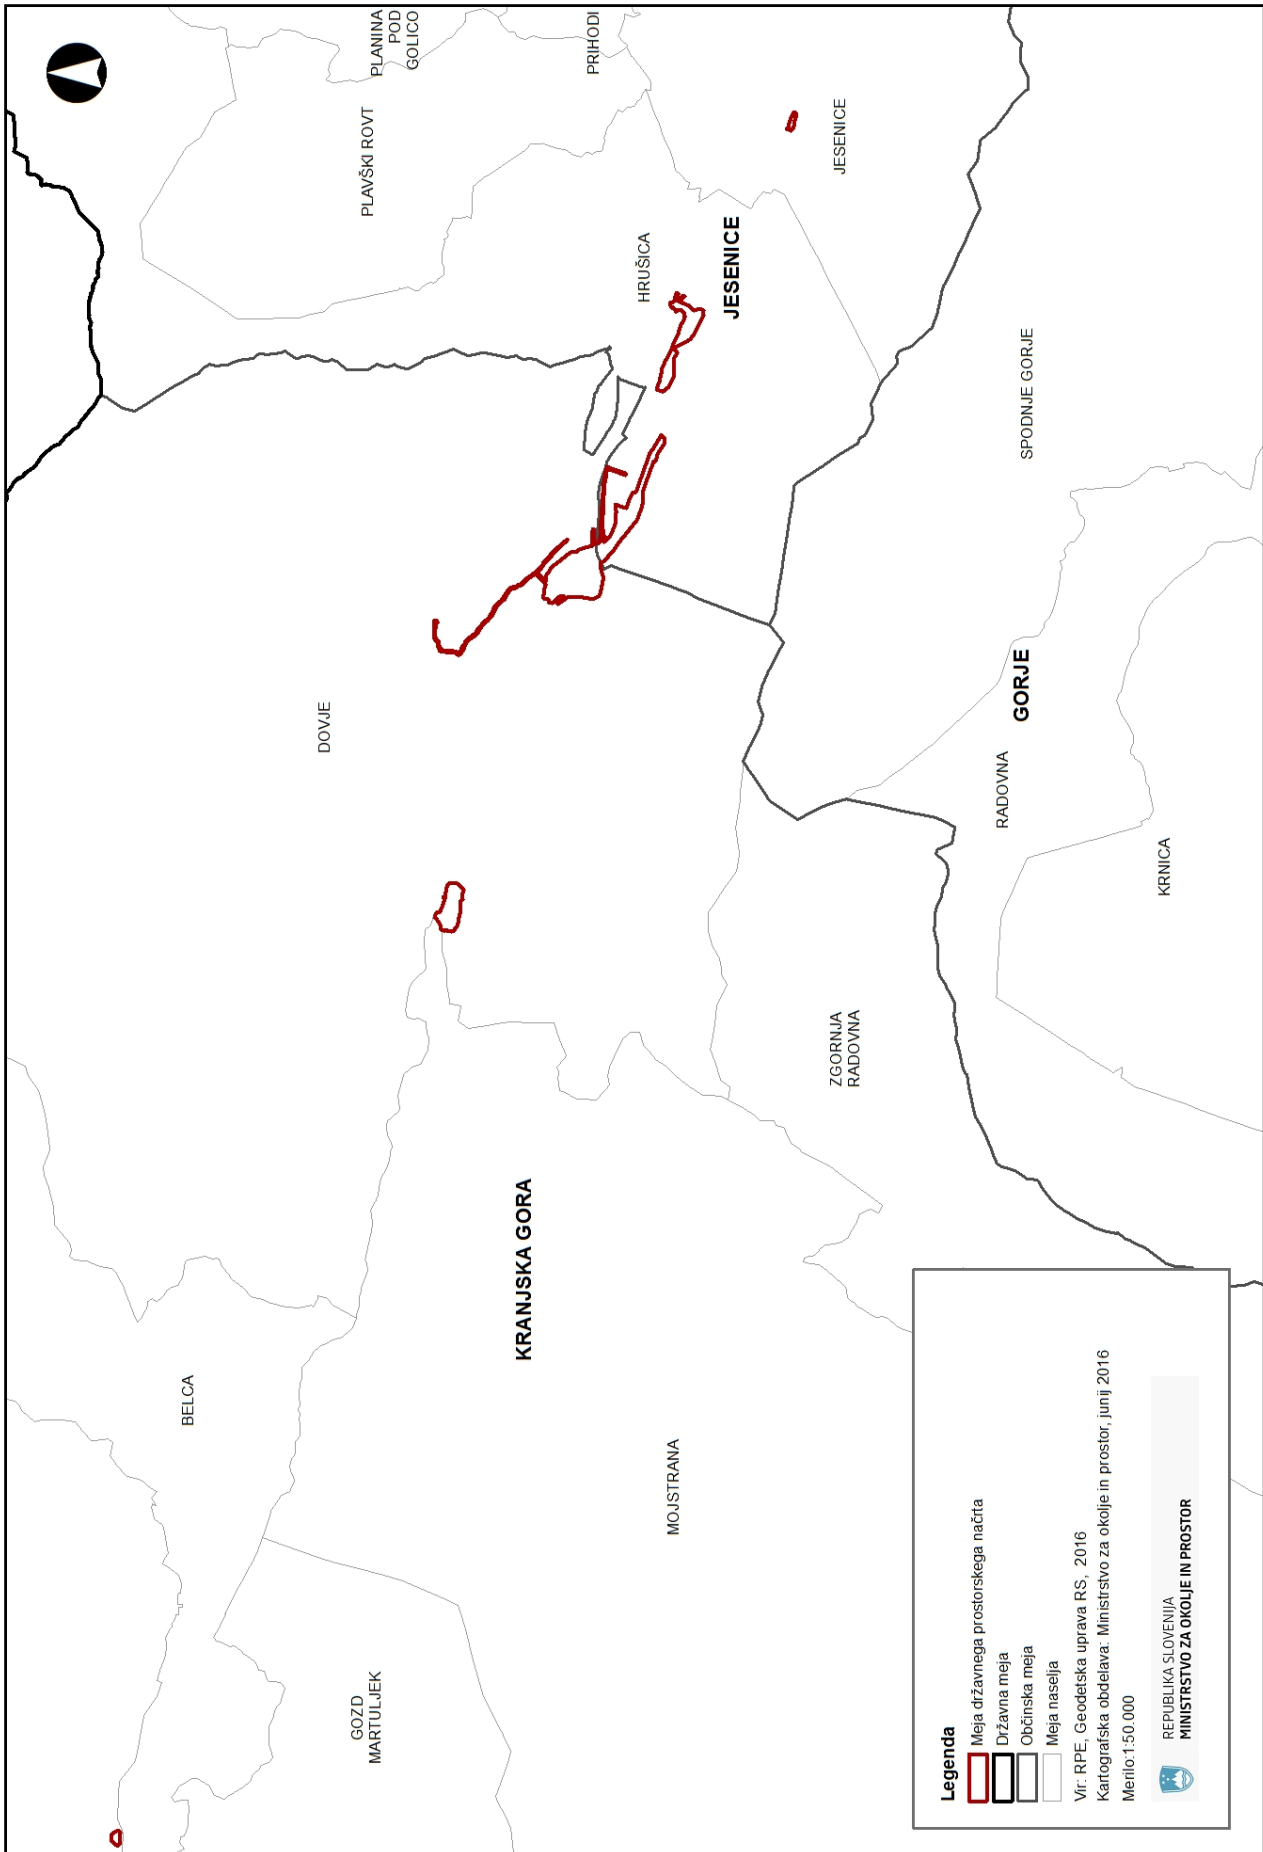 PLANINA
POD
GOLICO
PRIHODI
PLAVŠKI ROVT
JESENICE
HRUŠICA
JESENICE
SPODNJE GORJE
DOVJE
GORJE
RADOVNA
KRNICA
ZGORNJA
RADOVNA
KRANJSKA GORA
BELCA
MOJSTRANA
GOZD
MARTULJEK
Legenda
Meja državnega prostorskega načrta
Državna meja
Občinska meja
Meja naselja
Vir: RPE, Geodetska uprava RS, 2016
Kartografska obdelava: Ministrstvo za okolje in prostor, junij 2016
Merilo:1:50.000
REPUBLIKA SLOVENIJA
MINISTRSTVO ZA OKOLJE IN PROSTOR